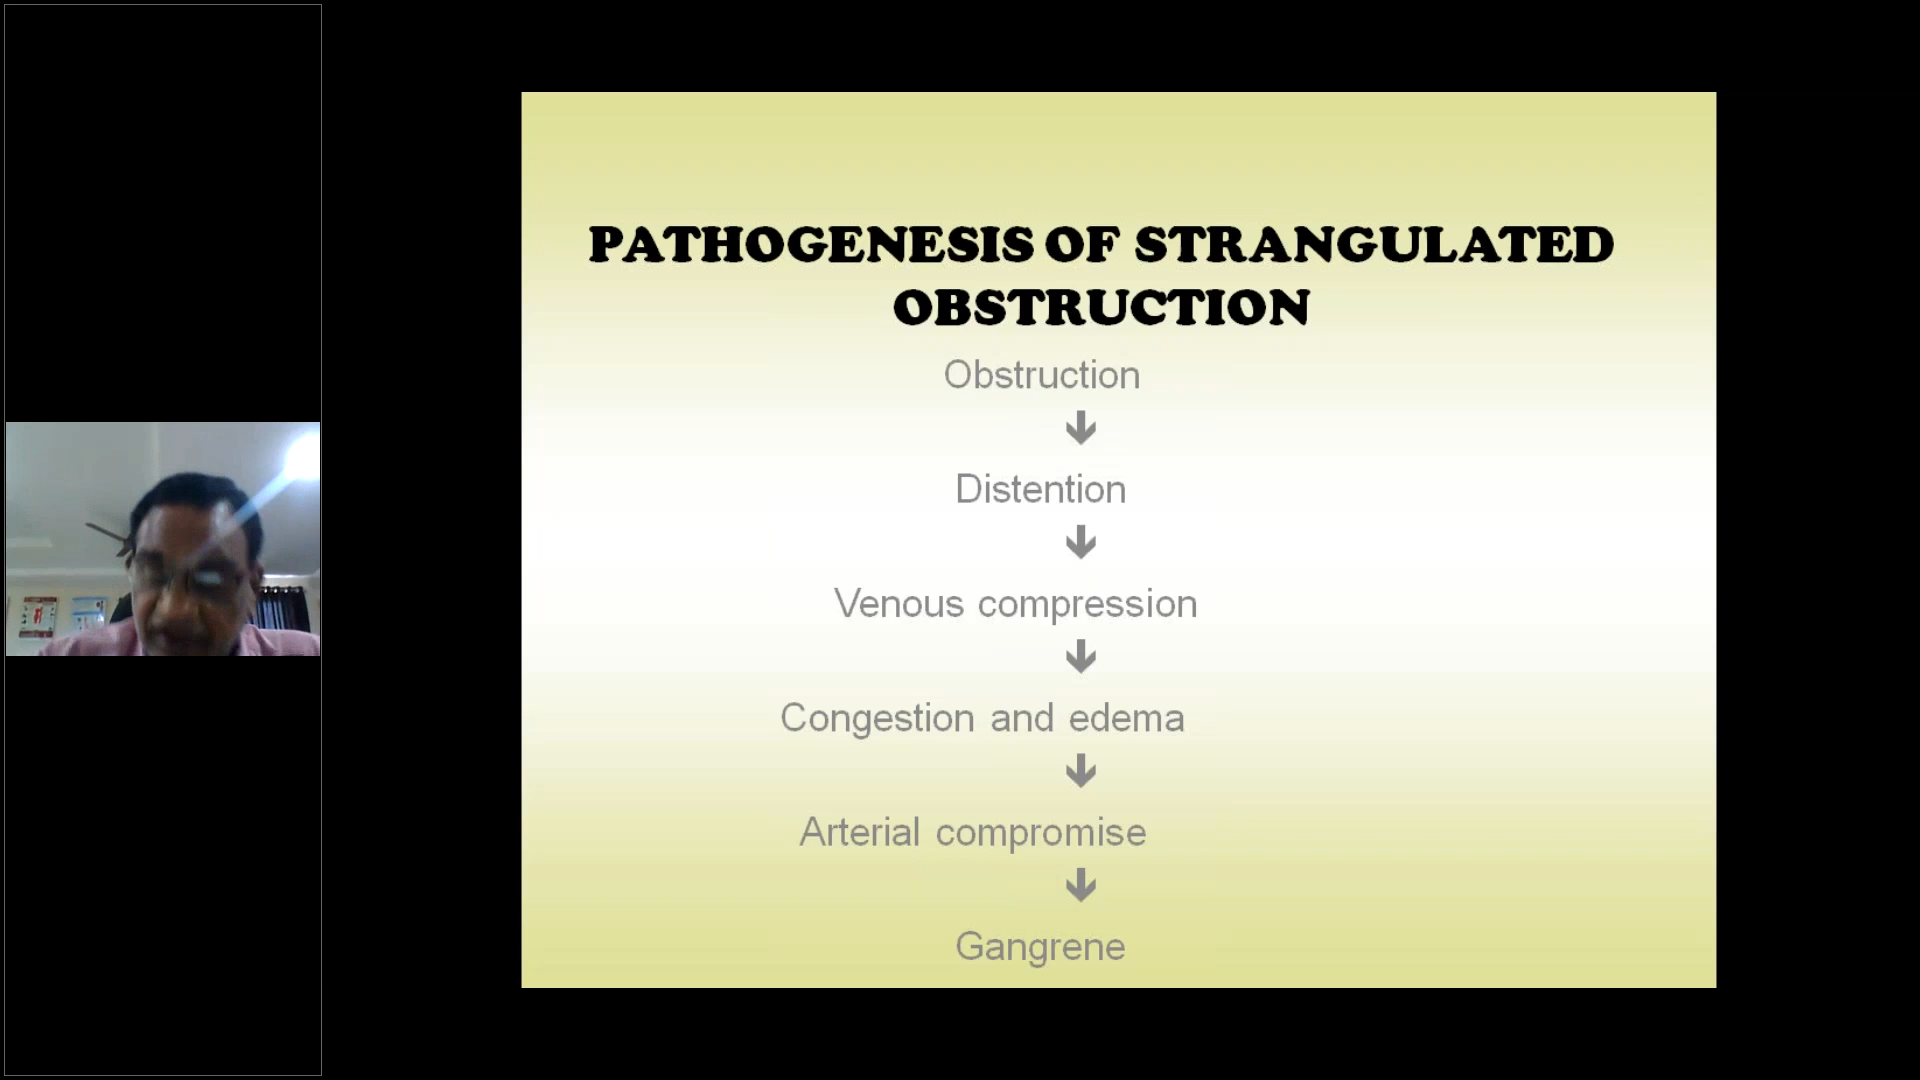 PATHOGENESIS OF STRANGULATED
OBSTRUCTION
Obstruction
↓
Distention
↓
Venous compression
↓
Congestion and edema
↓
Arterial compromise
↓
Gangrene